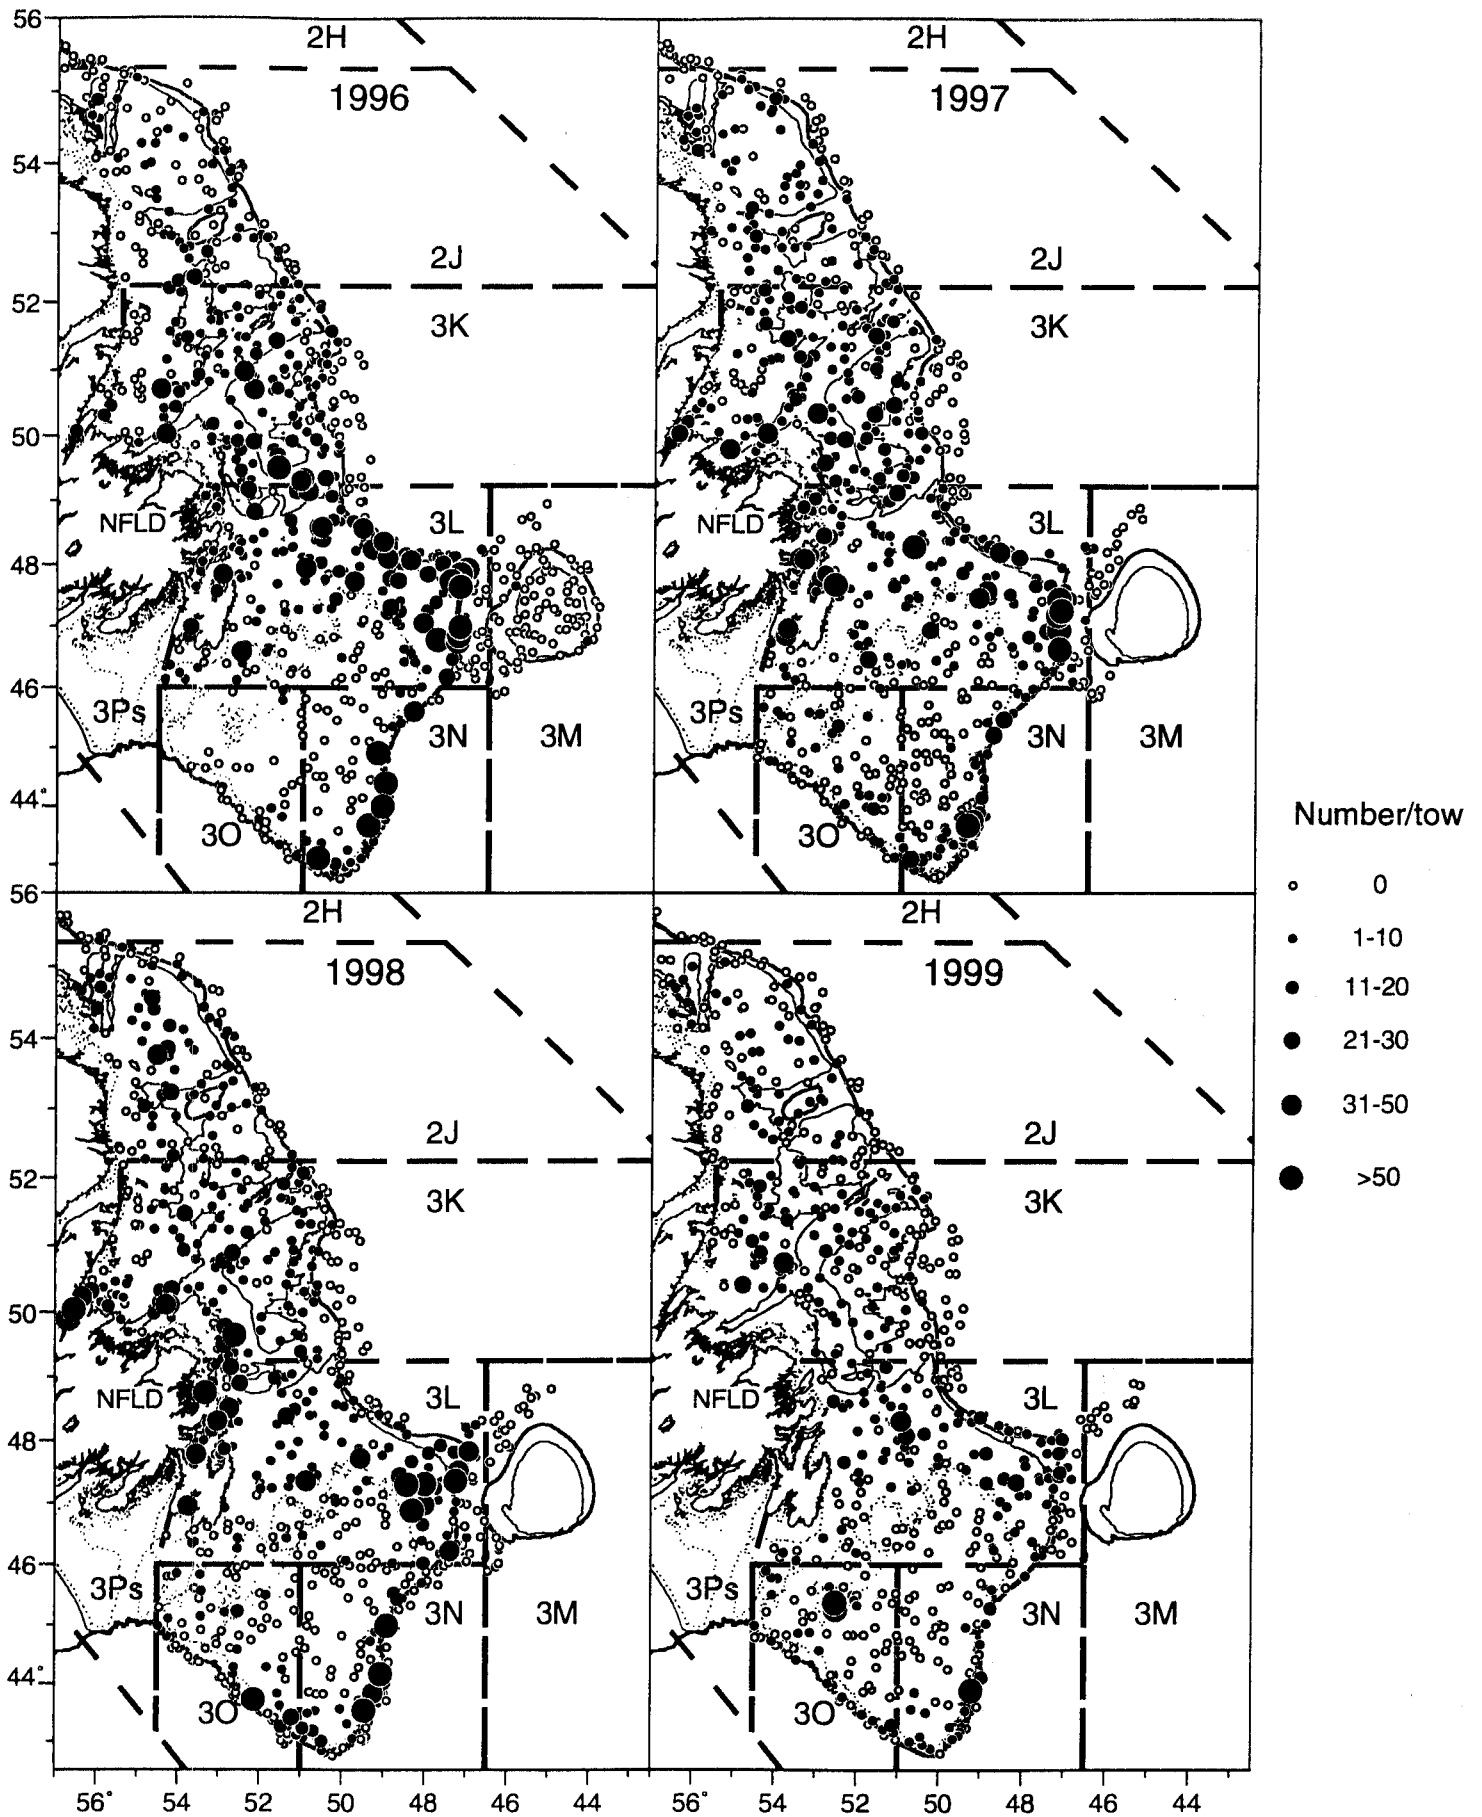 56
2H
2H
1996
1997
54
2J
2J
52
3K
3K
50
NFLD
3L
NFLD
3L
48
46
3Ps
3N
3M
3Ps
3N
3M
44°
3O
3O
Number/tow
0
1-10
11-20
21-30
31-50
>50
56
2H
2H
1998
1999
54
2J
2J
52
3K
3K
50
NFLD
3L
NFLD
3L
48
46
3Ps
3N
3M
3Ps
3N
3M
44°
3O
3O
56° 54 52 50 48 46 44
56° 54 52 50 48 46 44